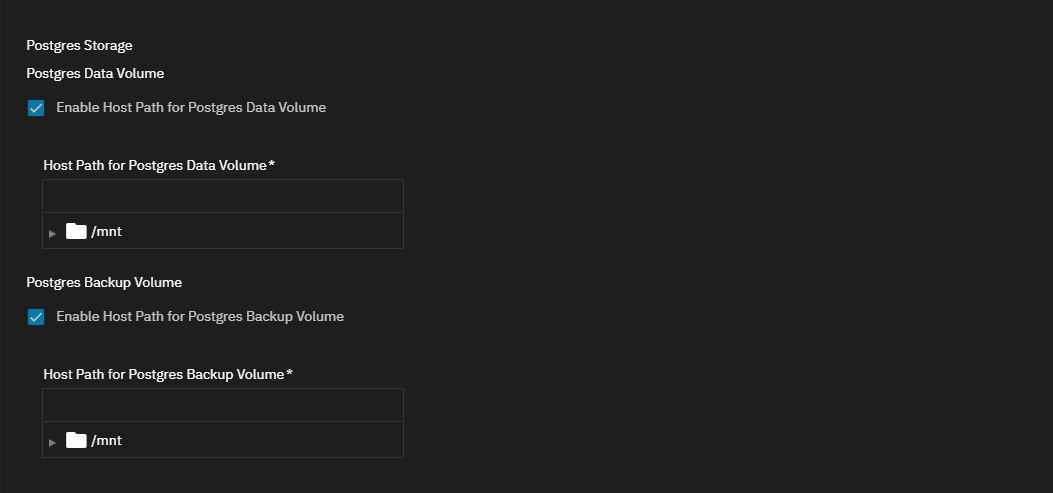 Postgres Storage
Postgres Data Volume
Enable Host Path for Postgres Data Volume
Host Path for Postgres Data Volume*
/mnt
Postgres Backup Volume
Enable Host Path for Postgres Backup Volume
Host Path for Postgres Backup Volume*
/mnt